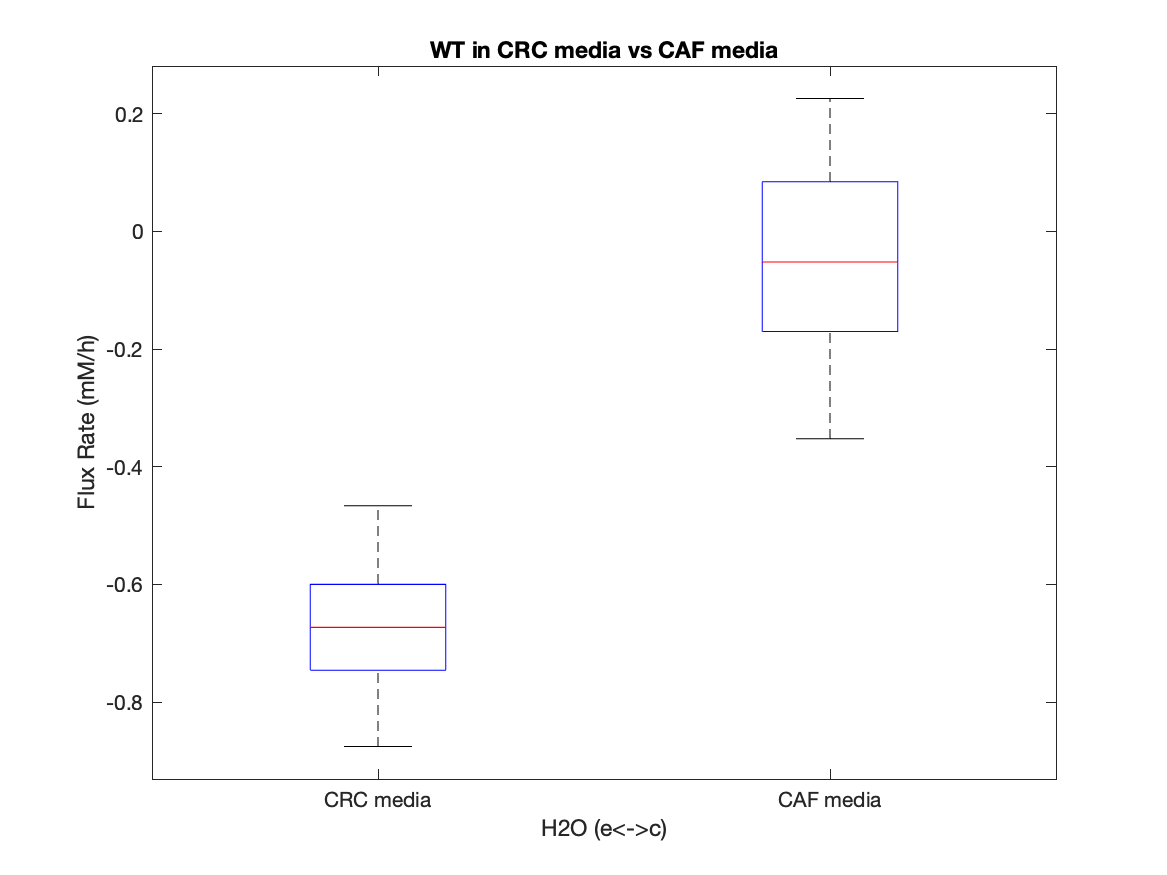 WT in CRC media vs CAF media
Flux Rate (mM/h)
0.2
0
-0.2
-0.4
-0.6
-0.8
CRC media
CAF media
H2O (e<->c)